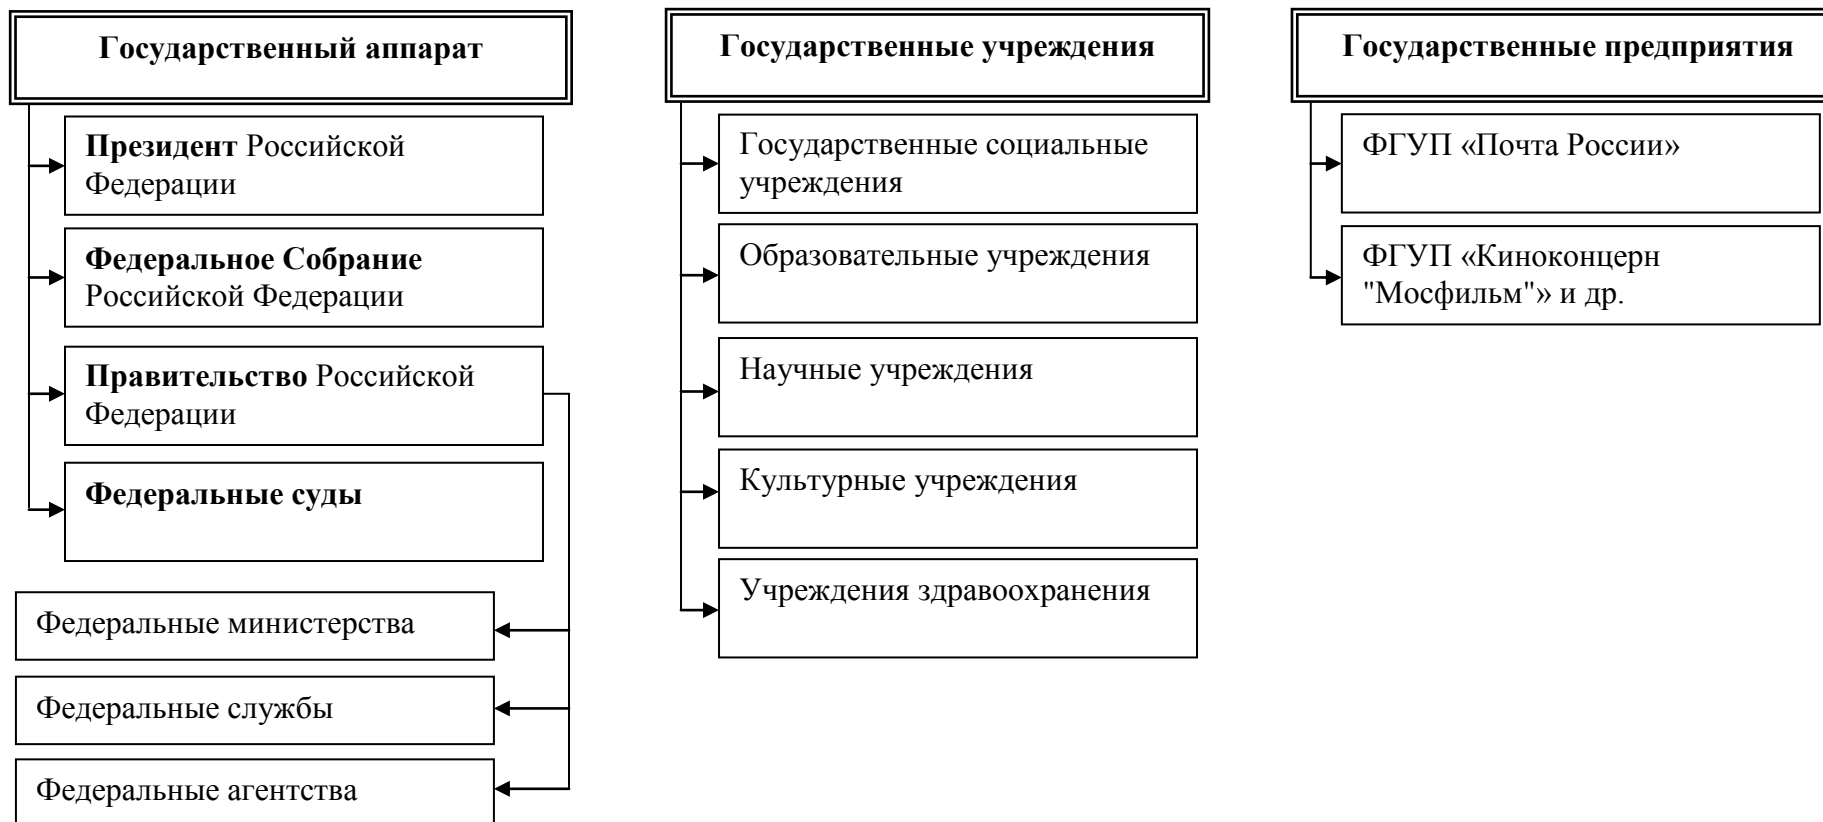 Государственный аппарат
Президент Российской
Федерации
Федеральное Собрание
Российской Федерации
Правительство Российской
Федерации
Федеральные суды
Федеральные министерства
Федеральные службы
Федеральные агентства
Государственные учреждения
Государственные социальные
учреждения
Образовательные учреждения
Научные учреждения
Культурные учреждения
Учреждения здравоохранения
Государственные предприятия
ФГУП «Почта России»
ФГУП «Киноконцерн
"Мосфильм"» и др.